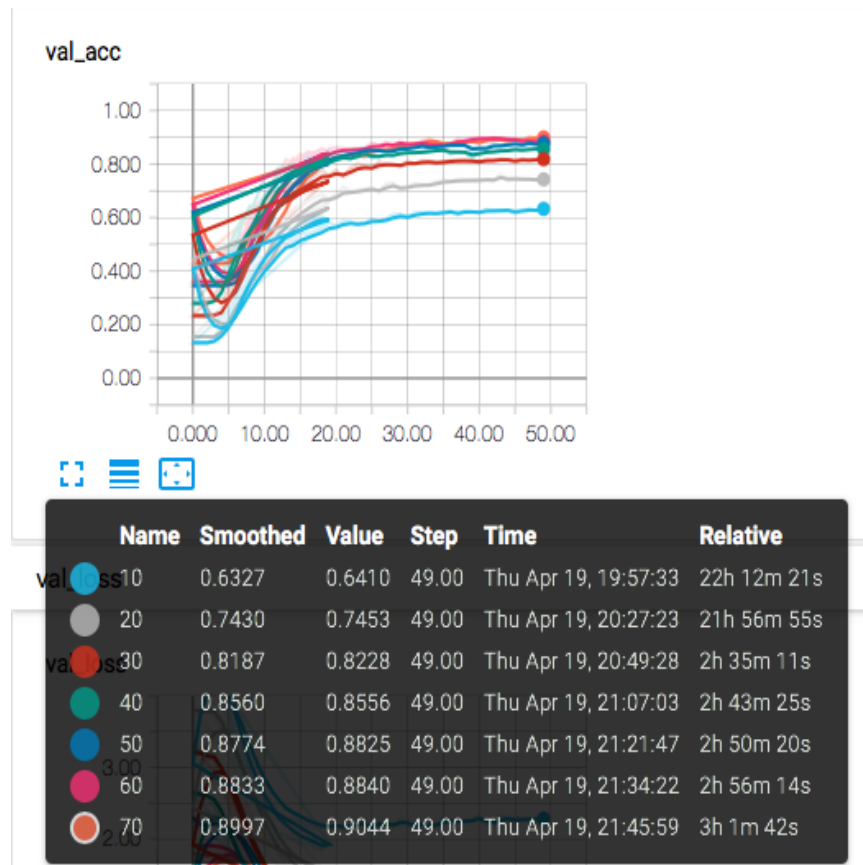 val_acc
1.00
0.800
0.600
0.400
0.200
0.00
0.000 10.00 20.00 30.00 40.00 50.00
Name Smoothed Value Step Time Relative
val_loss
10 0.6327 0.6410 49.00 Thu Apr 19, 19:57:33 22h 12m 21s
20 0.7430 0.7453 49.00 Thu Apr 19, 20:27:23 21h 56m 55s
val_loss
30 0.8187 0.8228 49.00 Thu Apr 19, 20:49:28 2h 35m 11s
40 0.8560 0.8556 49.00 Thu Apr 19, 21:07:03 2h 43m 25s
50 0.8774 0.8825 49.00 Thu Apr 19, 21:21:47 2h 50m 20s
3.00
60 0.8833 0.8840 49.00 Thu Apr 19, 21:34:22 2h 56m 14s
70 0.8997 0.9044 49.00 Thu Apr 19, 21:45:59 3h 1m 42s
2.00